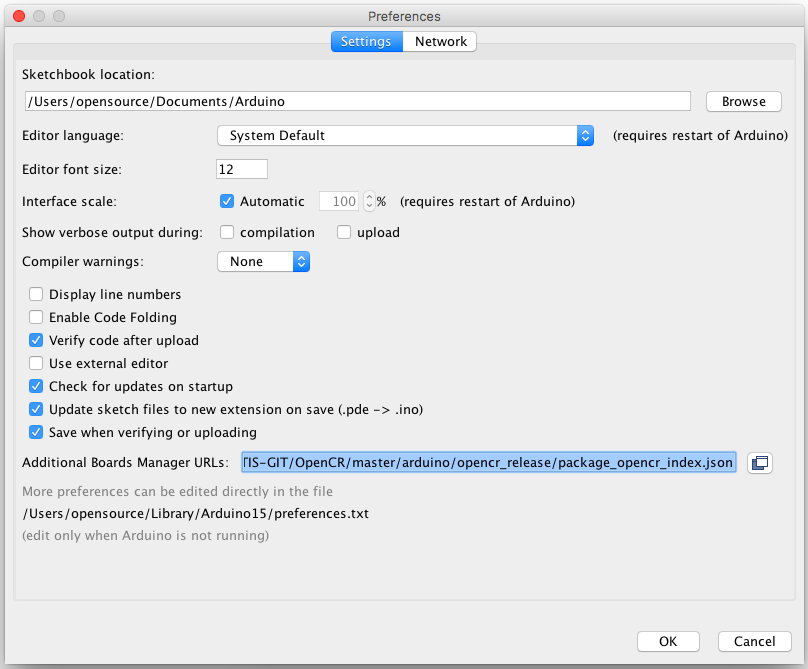 Preferences
Settings Network
Sketchbook location:
/Users/opensource/Documents/Arduino Browse
Editor language: System Default (requires restart of Arduino)
Editor font size: 12
Interface scale: Automatic 100 % (requires restart of Arduino)
Show verbose output during: compilation upload
Compiler warnings: None
Display line numbers
Enable Code Folding
Verify code after upload
Use external editor
Check for updates on startup
Update sketch files to new extension on save (.pde -> .ino)
Save when verifying or uploading
Additional Boards Manager URLs: TIS-GIT/OpenCR/master/arduino/opencr_release/package_opencr_index.json
More preferences can be edited directly in the file
/Users/opensource/Library/Arduino15/preferences.txt
(edit only when Arduino is not running)
OK Cancel